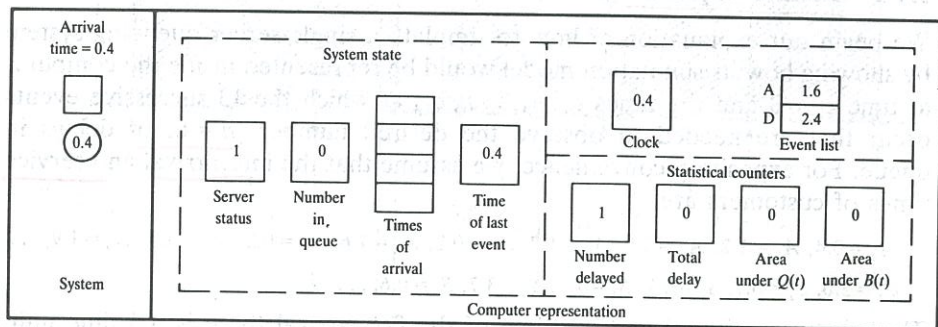 Arrival
time = 0.4
0.4
System
System state
1
Server
status
0
Number
in,
queue
Times
of
arrival
0.4
Time
of last
event
0.4
Clock
A 1.6
D 2.4
Event list
Statistical counters
1
Number
delayed
0
Total
delay
0
Area
under Q(t)
0
Area
under B(t)
Computer representation